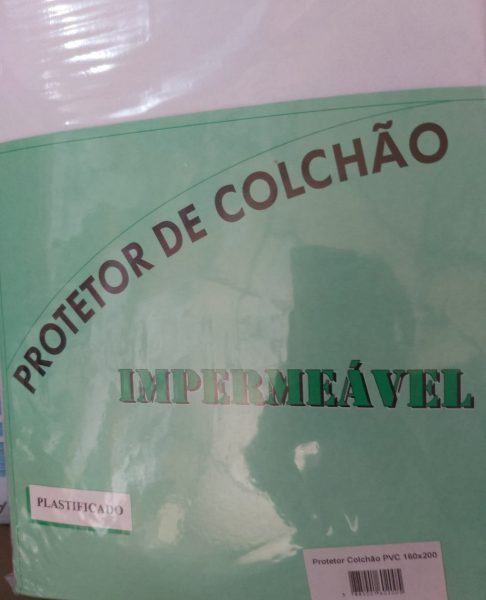 PROTETOR DE COLCHÃO
IMPERMEÁVEL
PLASTIFICADO
Protetor Colchão PVC 160x200